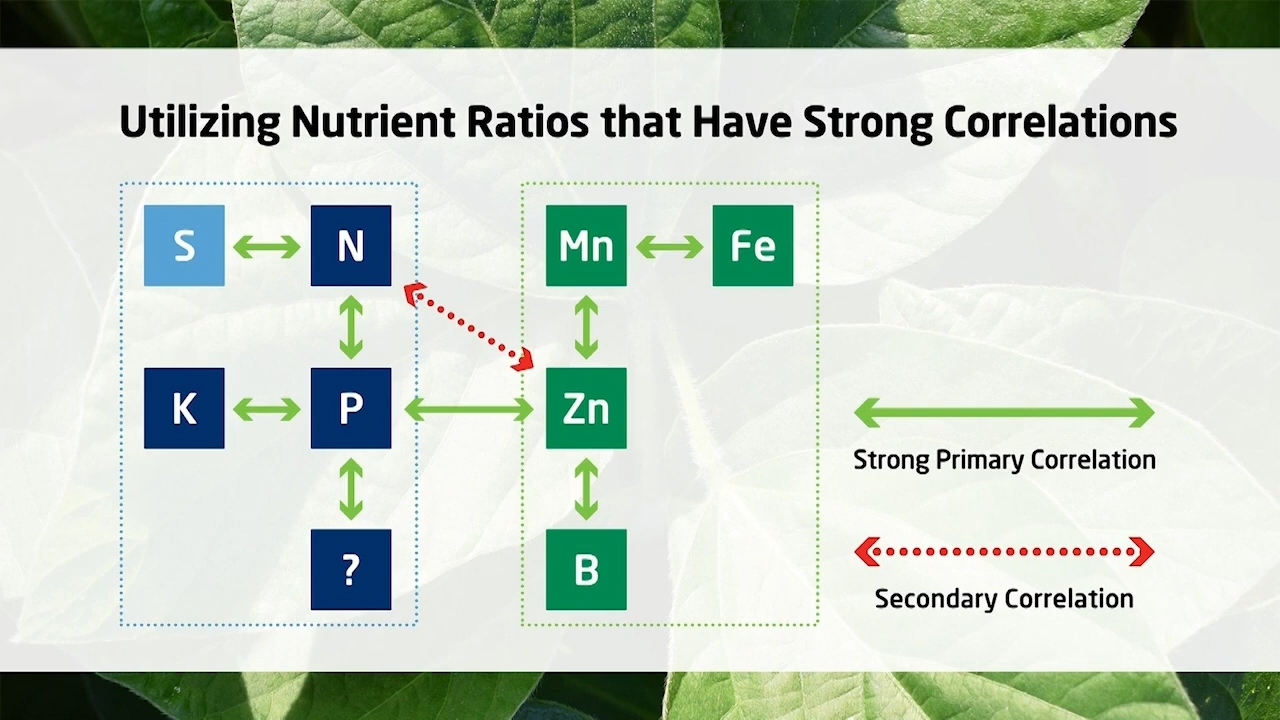 Utilizing Nutrient Ratios that Have Strong Correlations
S N Mn Fe
K P Zn
Strong Primary Correlation
? B
Secondary Correlation